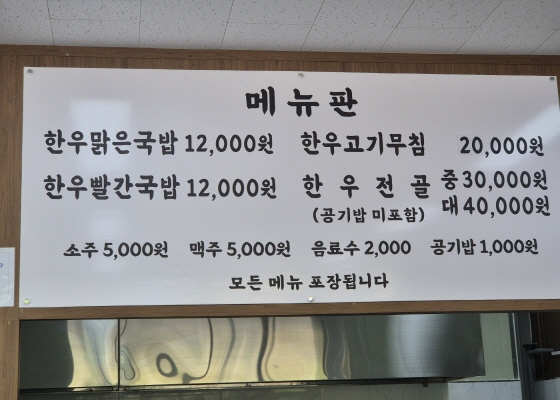 메뉴판
한우맑은국밥 12,000원 한우고기무침 20,000원
한우빨간국밥 12,000원 한우전골 중 30,000원
(공기밥 미포함) 대 40,000원
소주 5,000원 맥주 5,000원 음료수 2,000 공기밥 1,000원
모든 메뉴 포장됩니다